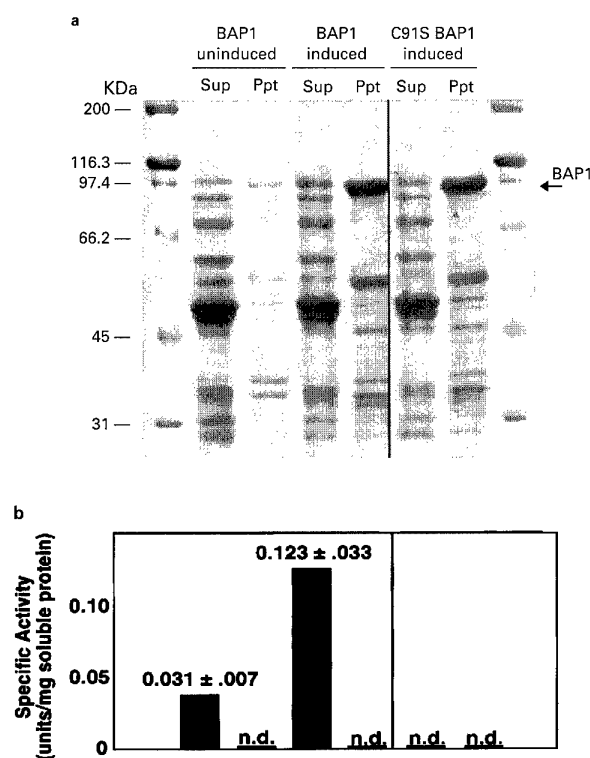 a
BAP1 uninduced
BAP1 induced
C91S BAP1 induced
KDa
Sup Ppt Sup Ppt Sup Ppt
200
116.3
97.4
BAP1
66.2
45
31
b
Specific Activity
(units/mg soluble protein)
0.123 ± .033
0.10
0.05
0.031 ± .007
0
n.d. n.d. n.d. n.d.